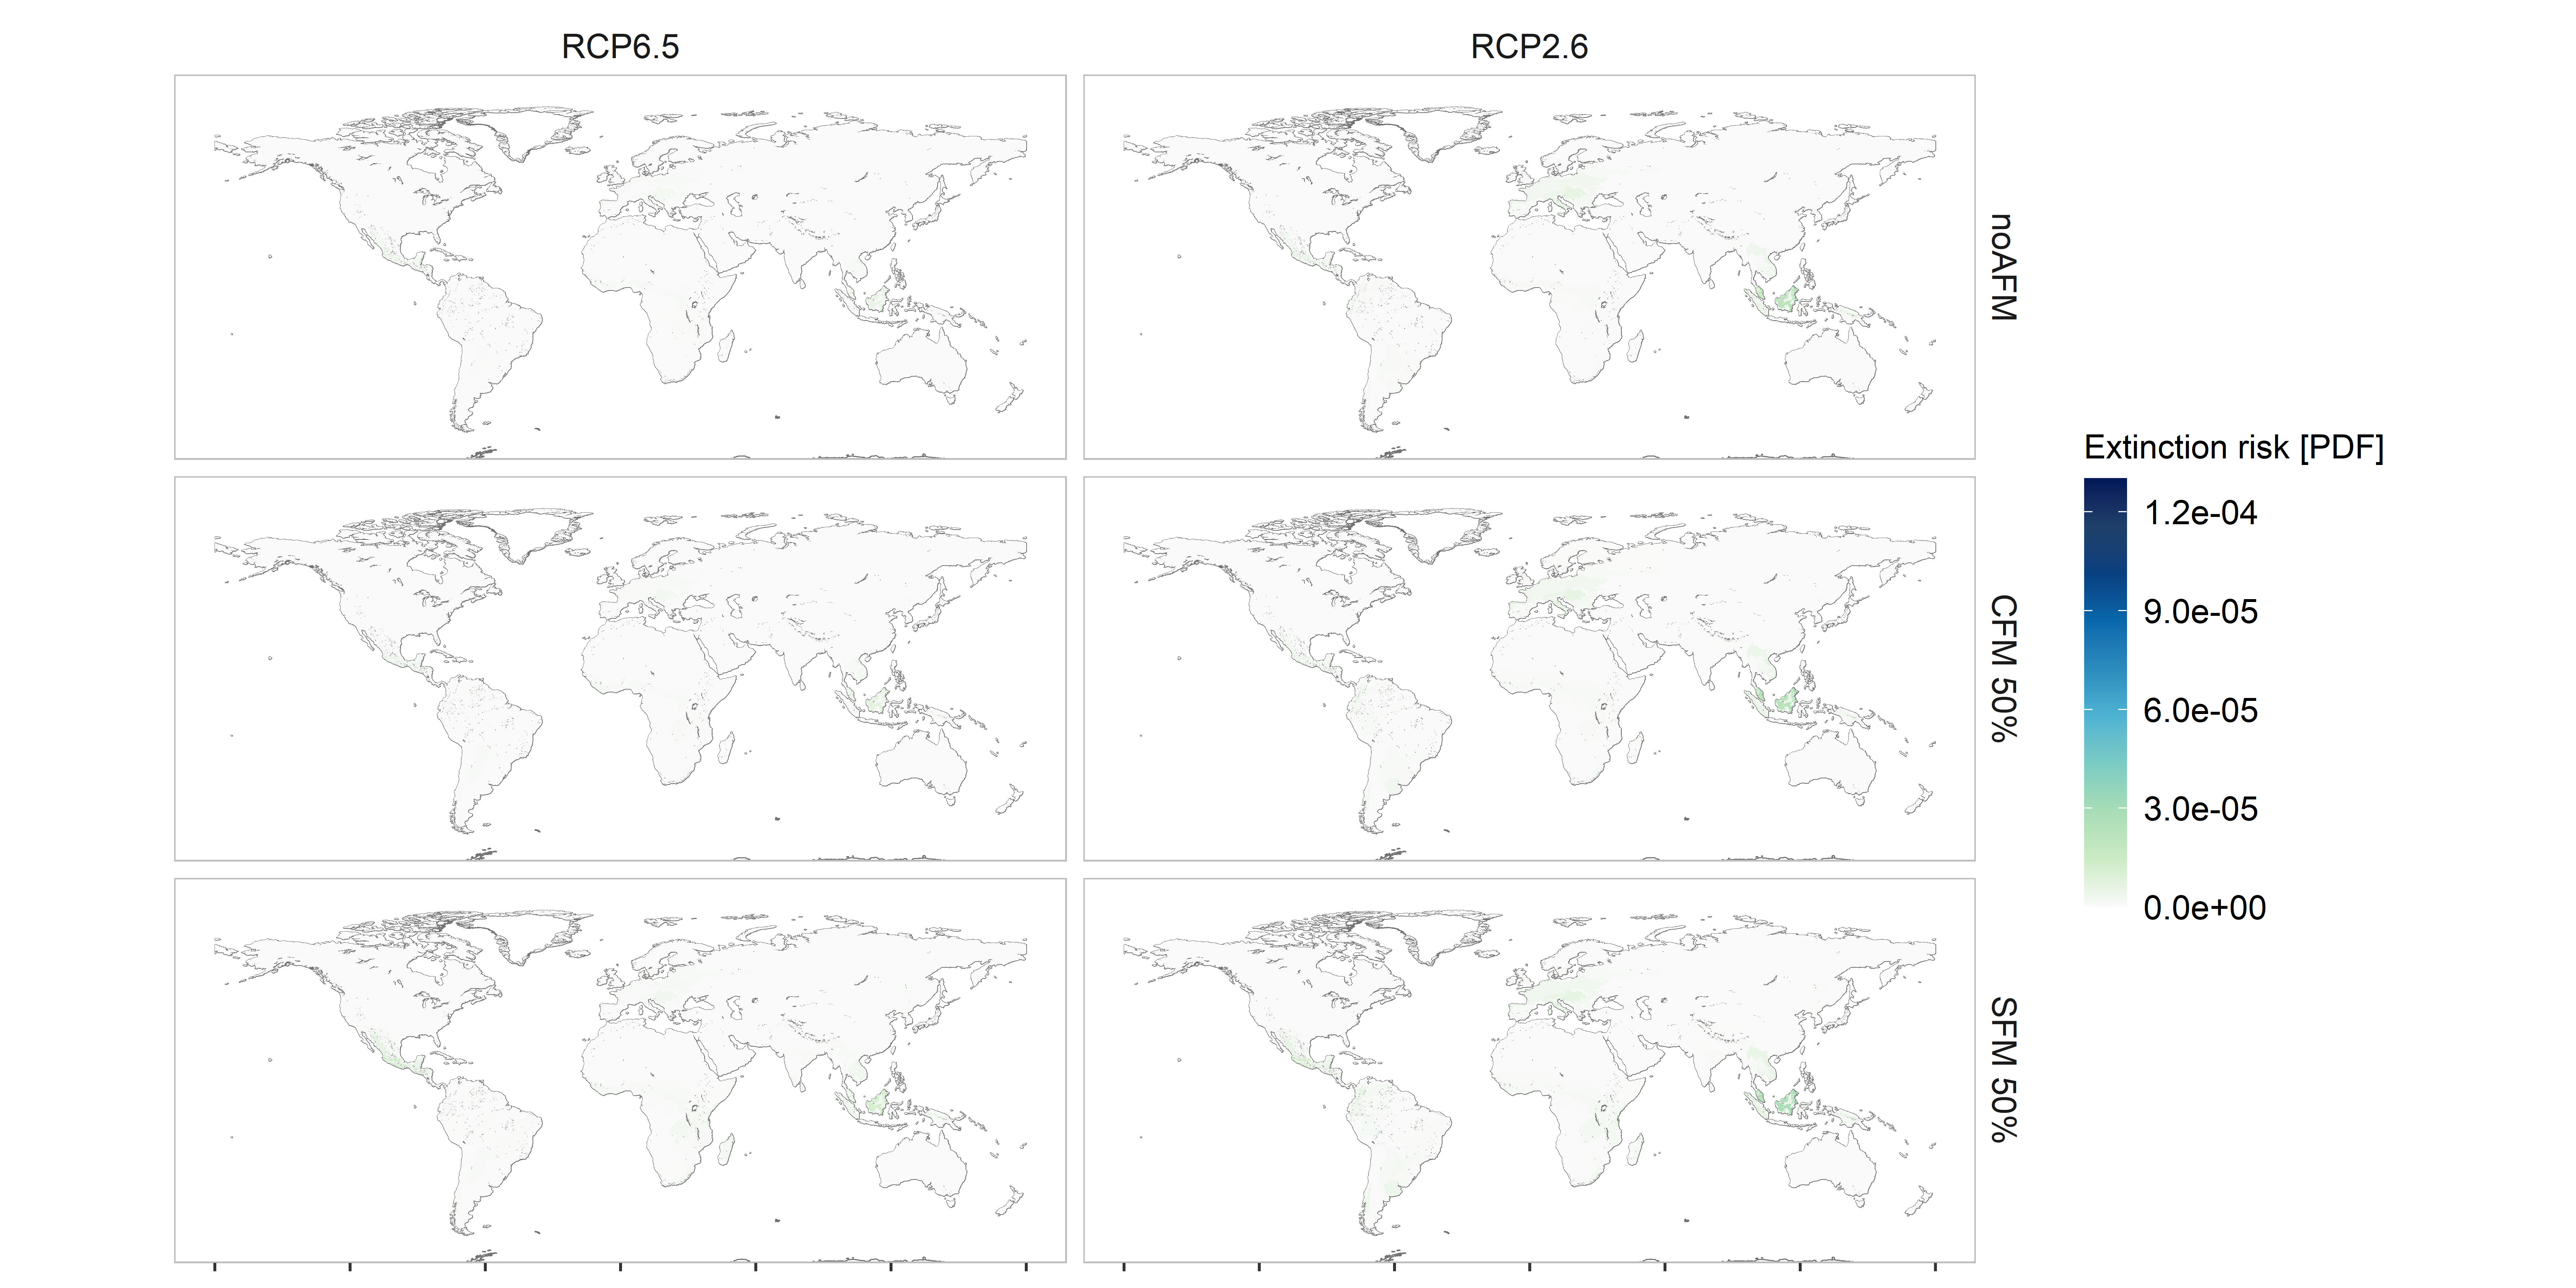 RCP6.5
RCP2.6
noAFM
CFM 50%
SFM 50%
Extinction risk [PDF]
1.2e-04
9.0e-05
6.0e-05
3.0e-05
0.0e+00